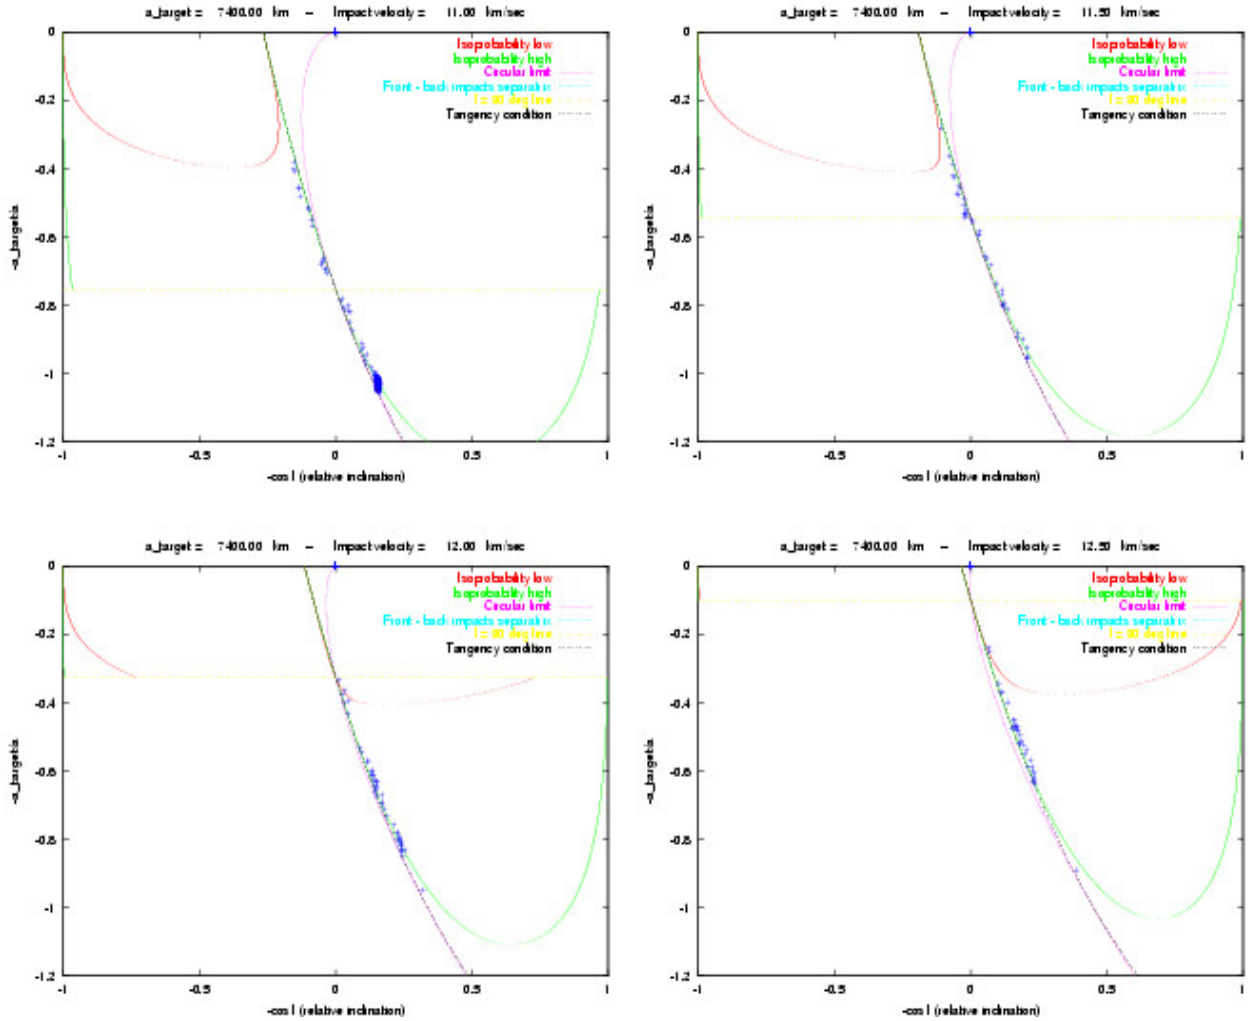 a_target = 7400.00 km -- Impact velocity = 11.00 km/sec
0
-0.2
-0.4
-0.6
-0.8
-1
-1.2
-a_target/a
Isoprobability low
Isoprobability high
Circular limit
Front - back impacts separatrix
I = 90 deg line
Tangency condition
-1 -0.5 0 0.5 1
-cos I (relative inclination)
a_target = 7400.00 km -- Impact velocity = 11.50 km/sec
0
-0.2
-0.4
-0.6
-0.8
-1
-1.2
-a_target/a
Isoprobability low
Isoprobability high
Circular limit
Front - back impacts separatrix
I = 90 deg line
Tangency condition
-1 -0.5 0 0.5 1
-cos I (relative inclination)
a_target = 7400.00 km -- Impact velocity = 12.00 km/sec
0
-0.2
-0.4
-0.6
-0.8
-1
-1.2
-a_target/a
Isoprobability low
Isoprobability high
Circular limit
Front - back impacts separatrix
I = 90 deg line
Tangency condition
-1 -0.5 0 0.5 1
-cos I (relative inclination)
a_target = 7400.00 km -- Impact velocity = 12.50 km/sec
0
-0.2
-0.4
-0.6
-0.8
-1
-1.2
-a_target/a
Isoprobability low
Isoprobability high
Circular limit
Front - back impacts separatrix
I = 90 deg line
Tangency condition
-1 -0.5 0 0.5 1
-cos I (relative inclination)